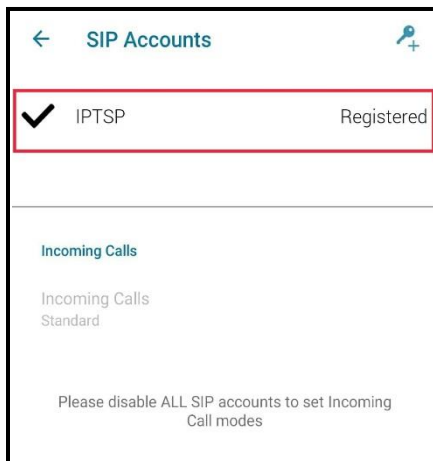 SIP Accounts
IPTSP Registered
Incoming Calls
Incoming Calls
Standard
Please disable ALL SIP accounts to set Incoming
Call modes